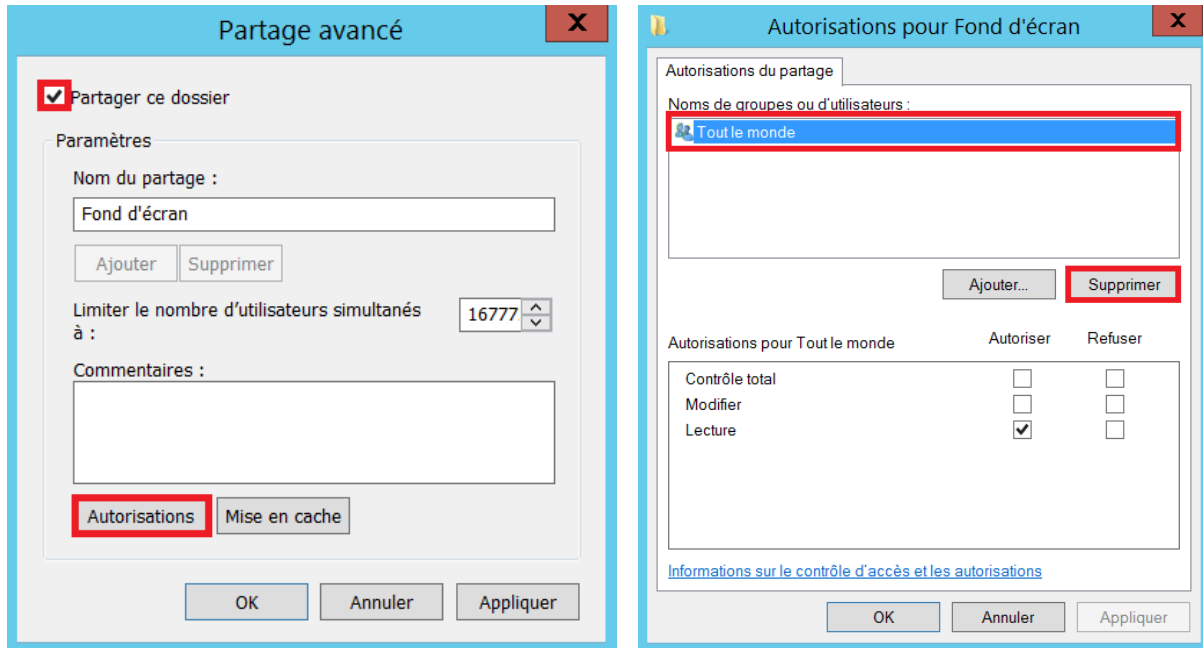 Partage avancé
X
Partager ce dossier
Paramètres
Nom du partage :
Fond d'écran
Ajouter
Supprimer
Limiter le nombre d’utilisateurs simultanés
à :
16777
Commentaires :
Autorisations
Mise en cache
OK
Annuler
Appliquer
Autorisations pour Fond d'écran
X
Autorisations du partage
Noms de groupes ou d'utilisateurs :
Tout le monde
Ajouter...
Supprimer
Autorisations pour Tout le monde
Autoriser
Refuser
Contrôle total
Modifier
Lecture
Informations sur le contrôle d'accès et les autorisations
OK
Annuler
Appliquer